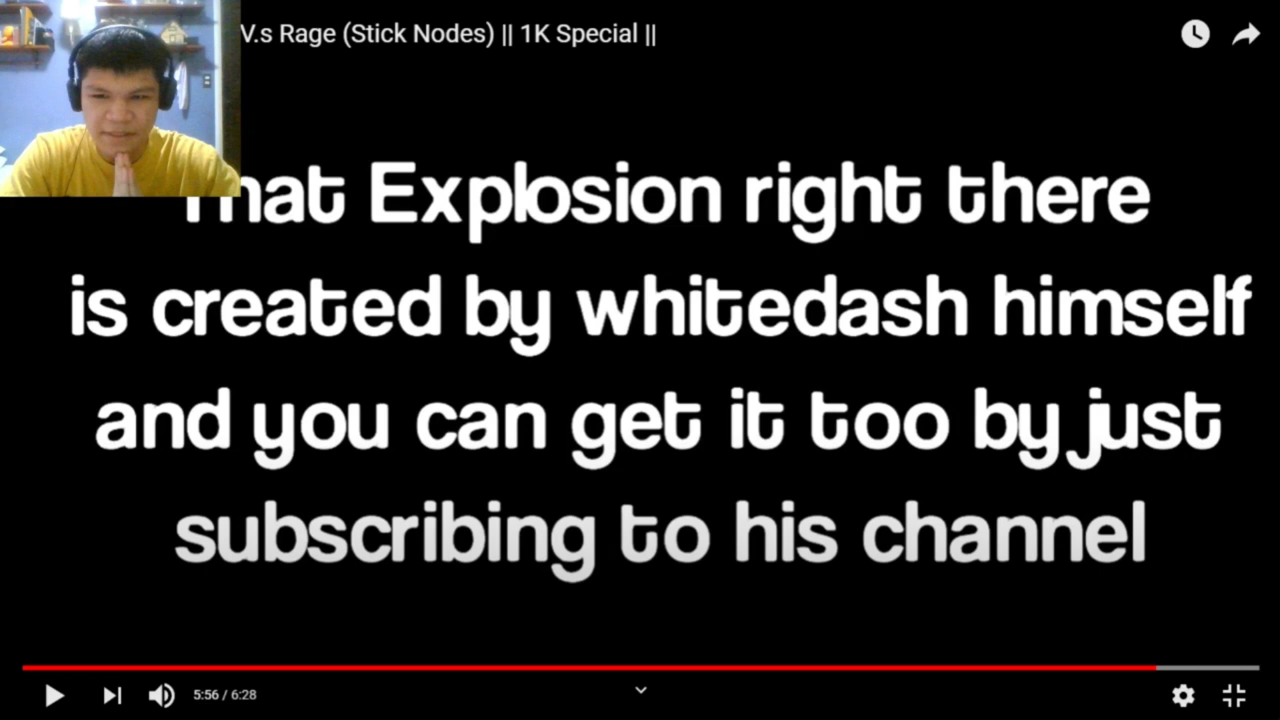 V.s Rage (Stick Nodes) || 1K Special ||
Explosion right there
is created by whitedash himself
and you can get it too by just
subscribing to his channel
5:56 / 6:28